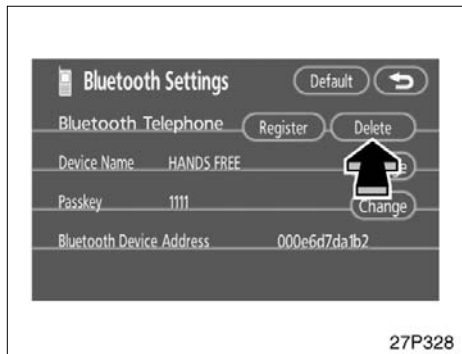 Bluetooth Settings Default
Bluetooth Telephone Register Delete
Device Name HANDS FREE
Passkey 1111 Change
Bluetooth Device Address 000e6d7da1b2
27P328